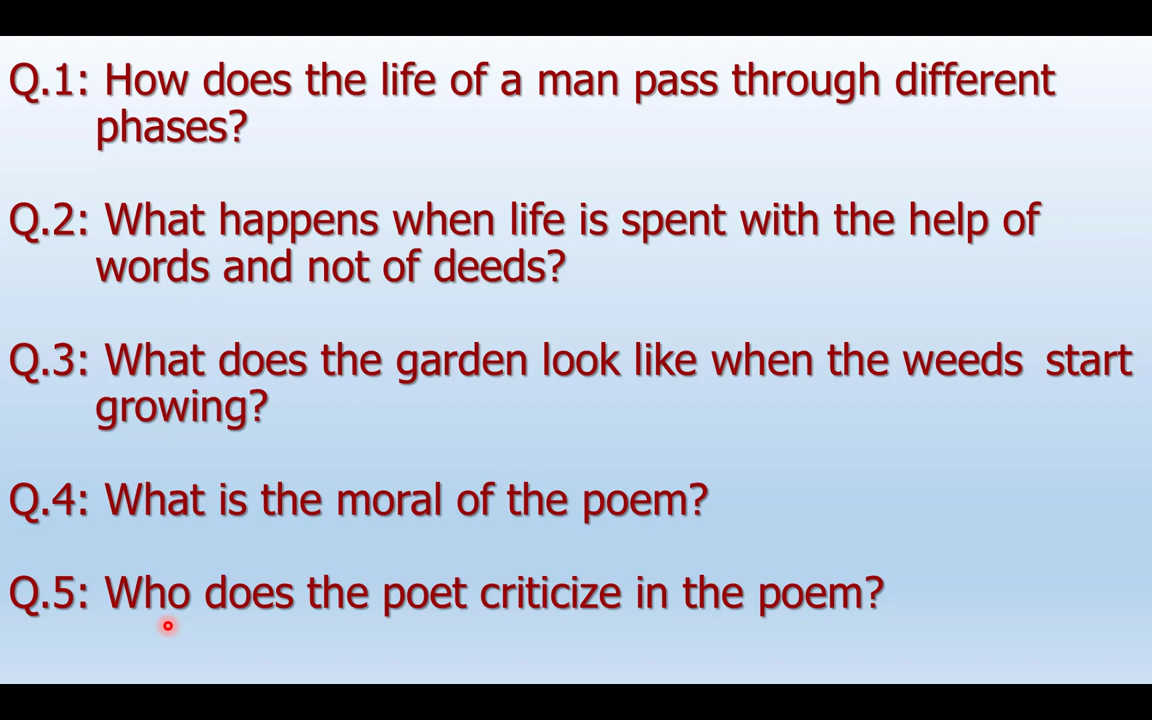 Q.1: How does the life of a man pass through different
phases?
Q.2: What happens when life is spent with the help of
words and not of deeds?
Q.3: What does the garden look like when the weeds start
growing?
Q.4: What is the moral of the poem?
Q.5: Who does the poet criticize in the poem?